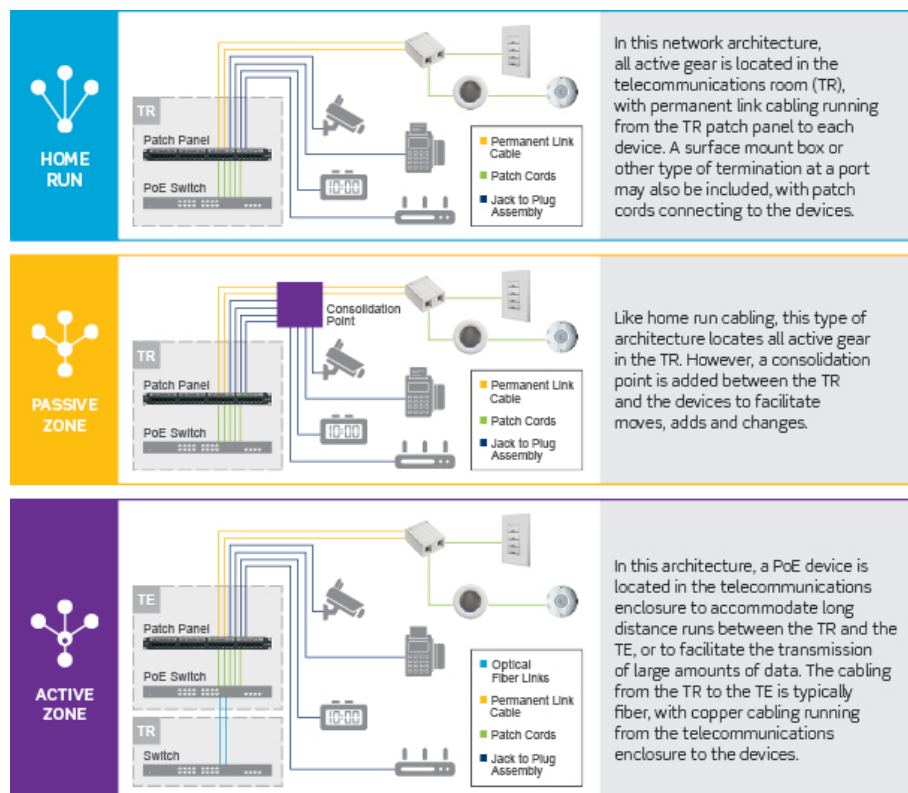 HOME
RUN
TR
Patch Panel
PoE Switch
10:00
Permanent Link
Cable
Patch Cords
Jack to Plug
Assembly
In this network architecture,
all active gear is located in the
telecommunications room (TR),
with permanent link cabling running
from the TR patch panel to each
device. A surface mount box or
other type of termination at a port
may also be included, with patch
cords connecting to the devices.
PASSIVE
ZONE
Consolidation
Point
TR
Patch Panel
PoE Switch
10:00
Permanent Link
Cable
Patch Cords
Jack to Plug
Assembly
Like home run cabling, this type of
architecture locates all active gear
in the TR. However, a consolidation
point is added between the TR
and the devices to facilitate
moves, adds and changes.
ACTIVE
ZONE
TE
Patch Panel
PoE Switch
TR
Switch
10:00
Optical
Fiber Links
Permanent Link
Cable
Patch Cords
Jack to Plug
Assembly
In this architecture, a PoE device is
located in the telecommunications
enclosure to accommodate long
distance runs between the TR and the
TE, or to facilitate the transmission
of large amounts of data. The cabling
from the TR to the TE is typically
fiber, with copper cabling running
from the telecommunications
enclosure to the devices.